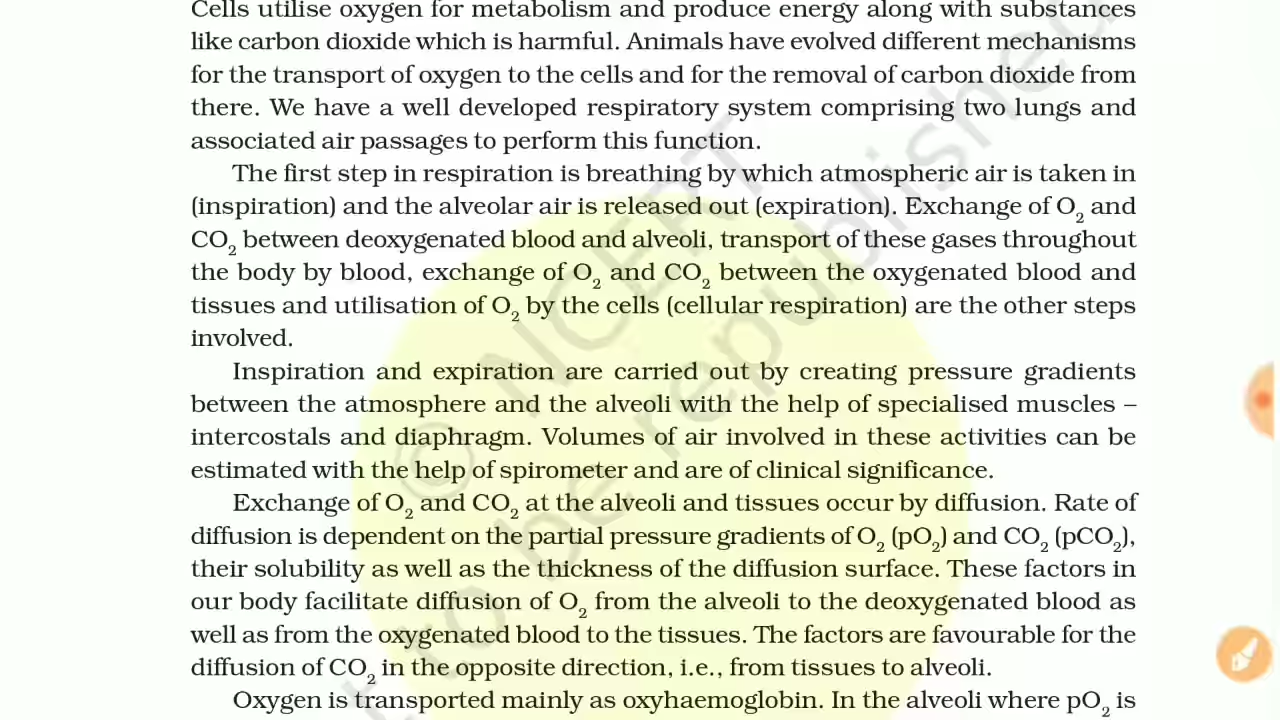 Cells utilise oxygen for metabolism and produce energy along with substances
like carbon dioxide which is harmful. Animals have evolved different mechanisms
for the transport of oxygen to the cells and for the removal of carbon dioxide from
there. We have a well developed respiratory system comprising two lungs and
associated air passages to perform this function.
The first step in respiration is breathing by which atmospheric air is taken in
(inspiration) and the alveolar air is released out (expiration). Exchange of O₂ and
CO₂ between deoxygenated blood and alveoli, transport of these gases throughout
the body by blood, exchange of O₂ and CO₂ between the oxygenated blood and
tissues and utilisation of O₂ by the cells (cellular respiration) are the other steps
involved.
Inspiration and expiration are carried out by creating pressure gradients
between the atmosphere and the alveoli with the help of specialised muscles –
intercostals and diaphragm. Volumes of air involved in these activities can be
estimated with the help of spirometer and are of clinical significance.
Exchange of O₂ and CO₂ at the alveoli and tissues occur by diffusion. Rate of
diffusion is dependent on the partial pressure gradients of O₂ (pO₂) and CO₂ (pCO₂),
their solubility as well as the thickness of the diffusion surface. These factors in
our body facilitate diffusion of O₂ from the alveoli to the deoxygenated blood as
well as from the oxygenated blood to the tissues. The factors are favourable for the
diffusion of CO₂ in the opposite direction, i.e., from tissues to alveoli.
Oxygen is transported mainly as oxyhaemoglobin. In the alveoli where pO₂ is
© NCERT
to be republished